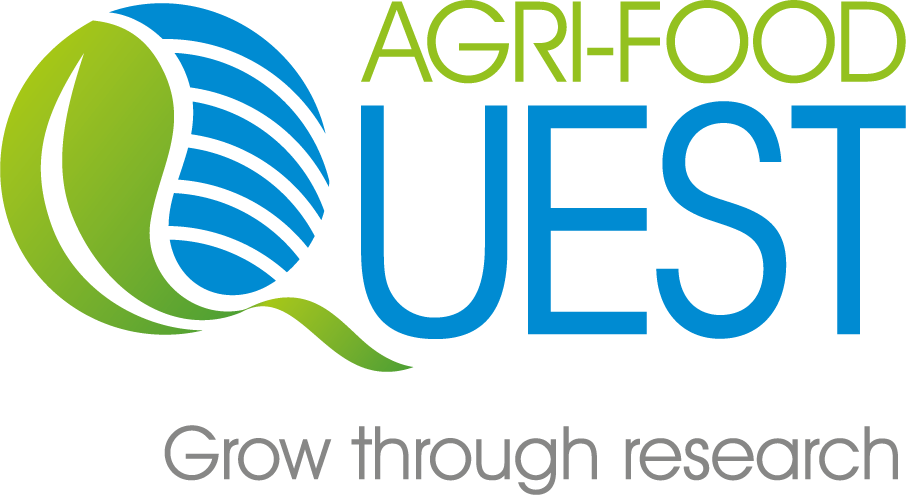 AGRI-FOOD
QUEST
Grow through research